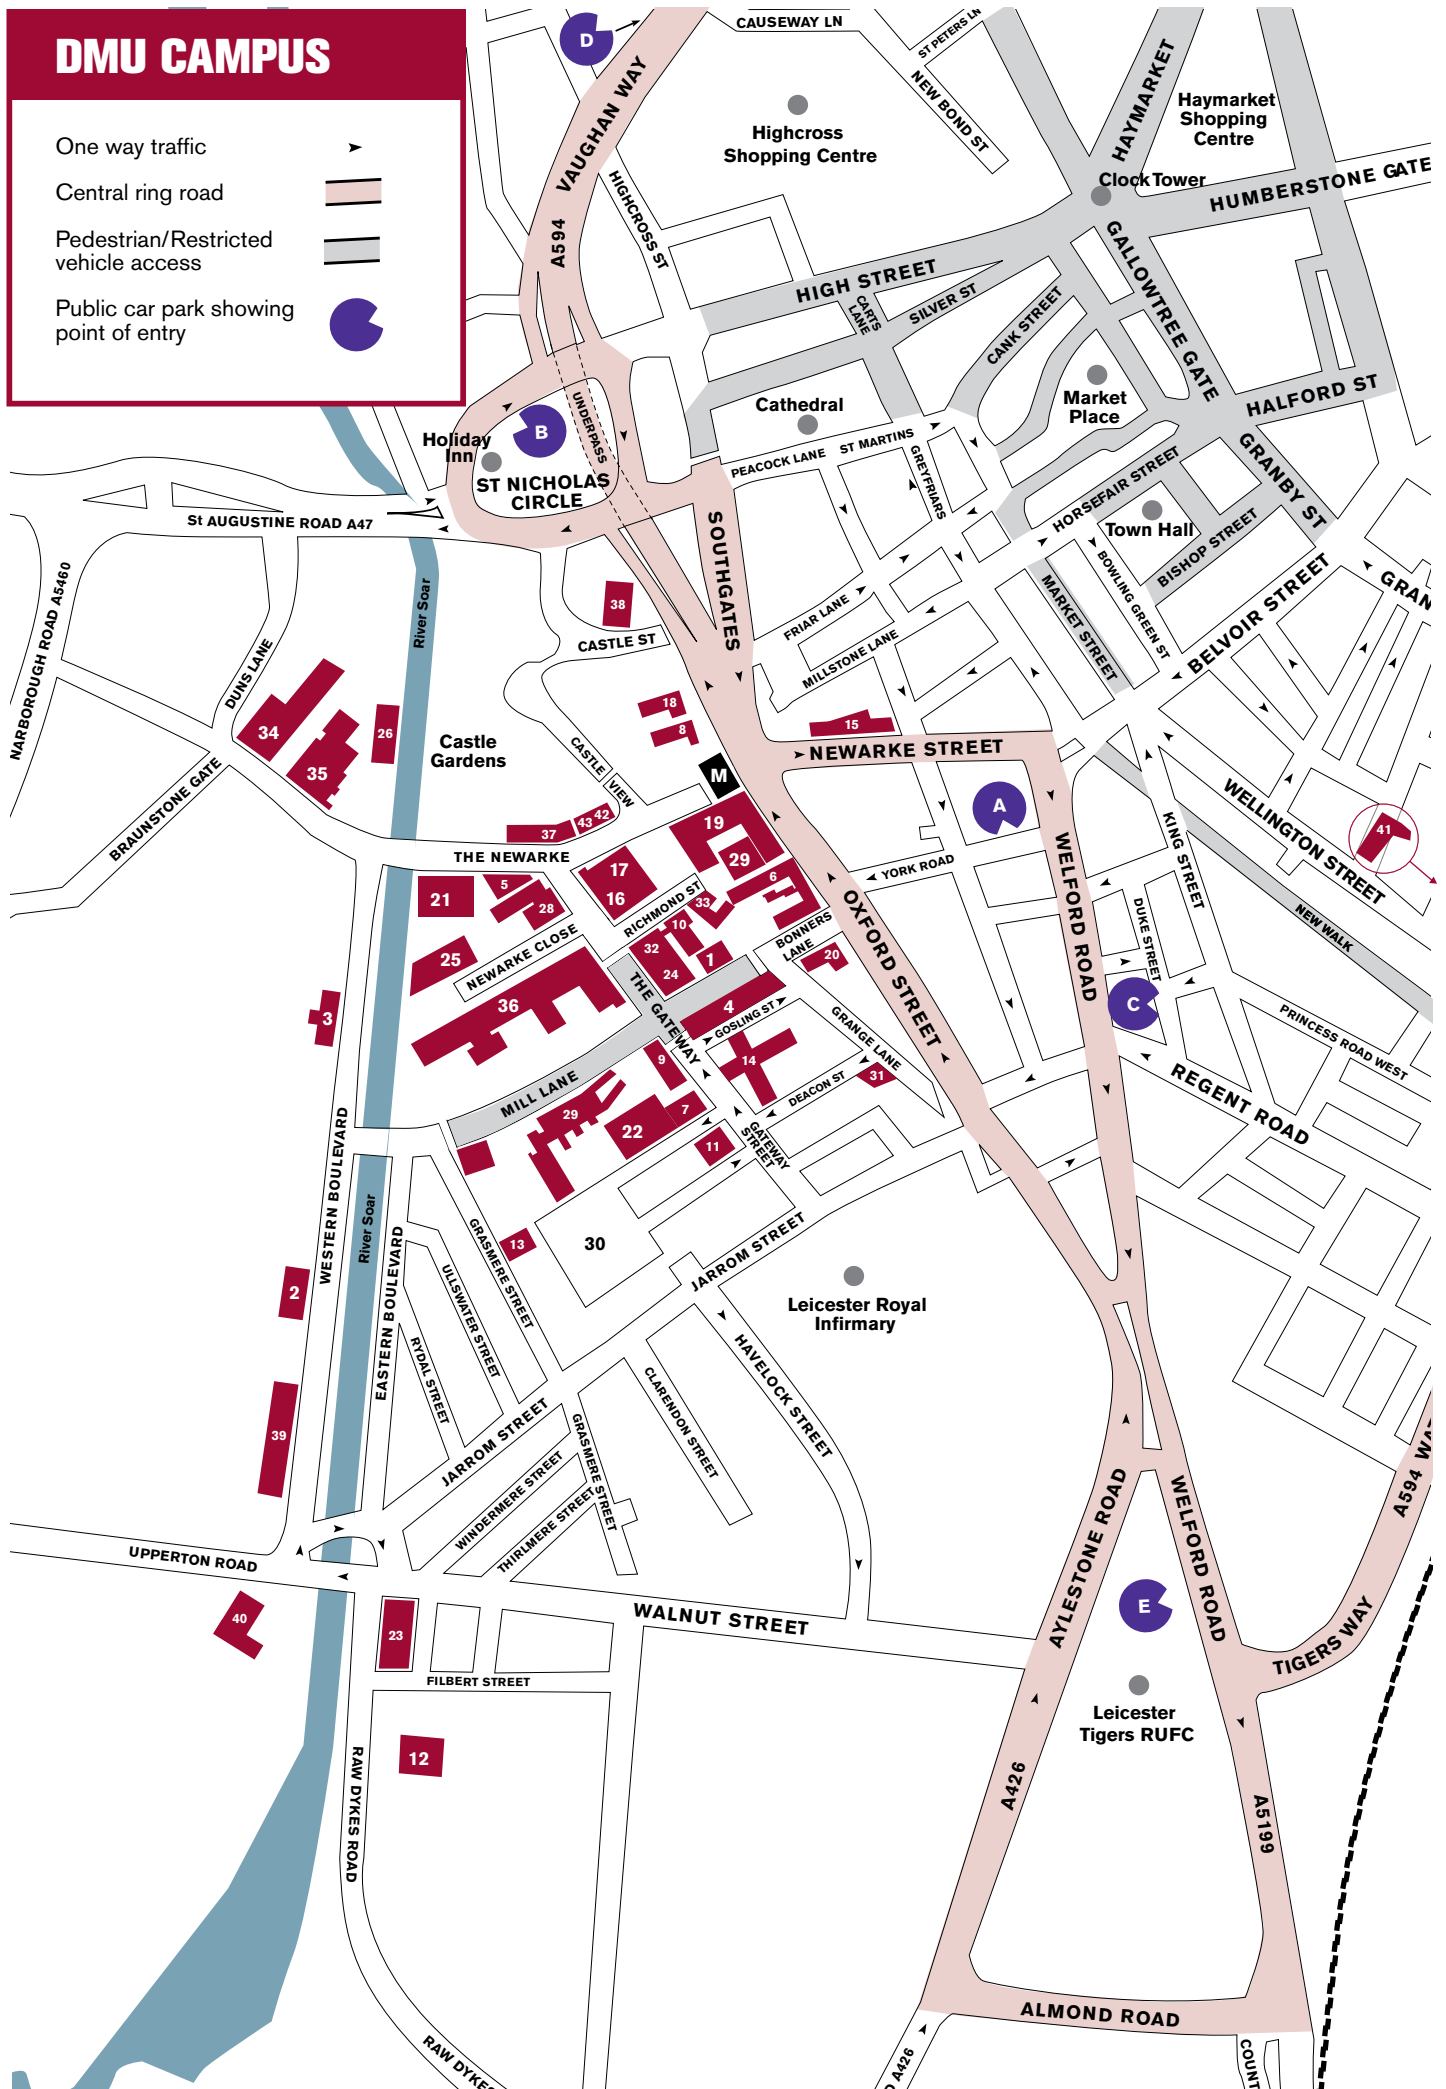 DMU CAMPUS
One way traffic
Central ring road
Pedestrian/Restricted
vehicle access
Public car park showing
point of entry
D
CAUSEWAY LN
ST PETERS LN
NEW BOND ST
VAUGHAN WAY
A594
HIGHCROSS ST
Highcross
Shopping Centre
HAYMARKET
Haymarket
Shopping
Centre
Clock Tower
HUMBERSTONE GATE
HIGH STREET
CARTS
LANE
SILVER ST
CANK STREET
GALLOWTREE GATE
Market
Place
HALFORD ST
Cathedral
PEACOCK LANE
ST MARTINS
GREYFRIARS
HORSEFAIR STREET
GRANBY ST
Town Hall
BISHOP STREET
BOWLING GREEN ST
MARKET STREET
BELVOIR STREET
GRAN
Holiday
Inn
B
UNDERPASS
ST NICHOLAS
CIRCLE
St AUGUSTINE ROAD A47
NARBOROUGH ROAD A5460
River Soar
38
CASTLE ST
SOUTHGATES
FRIAR LANE
MILLSTONE LANE
DUNS LANE
34
35
26
Castle
Gardens
18
8
15
NEWARKE STREET
CASTLE
VIEW
M
A
BRAUNSTONE GATE
37
43
42
THE NEWARKE
19
29
17
16
6
YORK ROAD
WELFORD ROAD
KING STREET
WELLINGTON STREET
41
NEW WALK
DUKE STREET
21
5
28
RICHMOND ST
33
10
OXFORD STREET
BONNERS
LANE
20
25
NEWARKE CLOSE
32
24
1
36
THE GATEWAY
4
GOSLING ST
GRANGE LANE
C
PRINCESS ROAD WEST
REGENT ROAD
3
MILL LANE
9
14
31
DEACON ST
29
22
7
11
GATEWAY
STREET
WESTERN BOULEVARD
River Soar
EASTERN BOULEVARD
GRASMERE STREET
13
30
JARROM STREET
2
ULLSWATER STREET
RYDAL STREET
Leicester Royal
Infirmary
HAVELOCK STREET
CLARENDON STREET
39
JARROM STREET
GRASMERE STREET
WINDERMERE STREET
THIRLMERE STREET
UPPERTON ROAD
WALNUT STREET
40
23
FILBERT STREET
12
RAW DYKES ROAD
RAW DYKES
AYLESTONE ROAD
WELFORD ROAD
A594 WA
TIGERS WAY
E
Leicester
Tigers RUFC
A426
A5199
ALMOND ROAD
D A426
COUNT